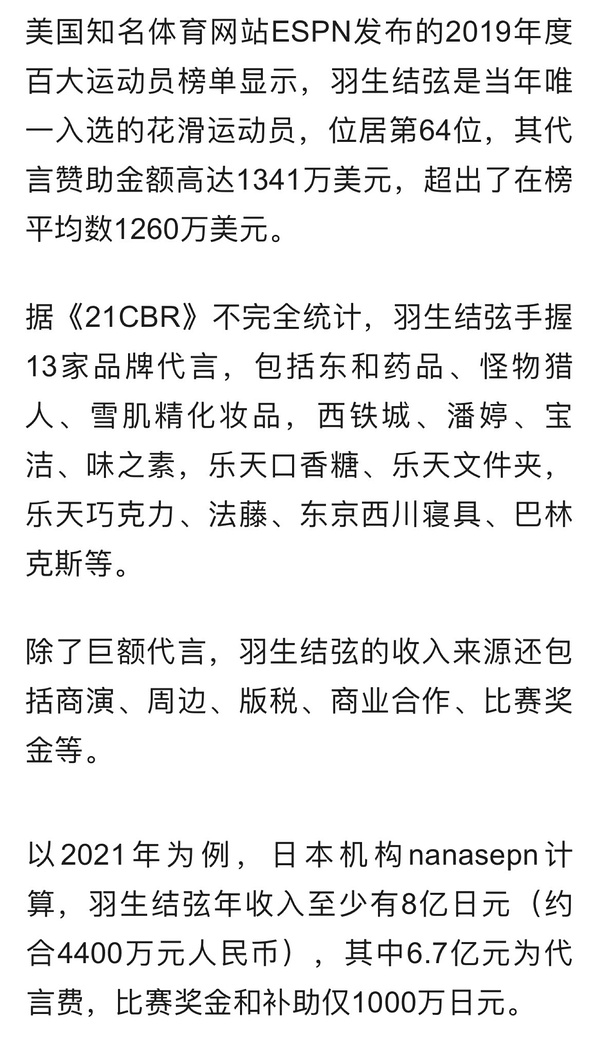 美国知名体育网站ESPN发布的2019年度
百大运动员榜单显示，羽生结弦是当年唯
一入选的花滑运动员，位居第64位，其代
言赞助金额高达1341万美元，超出了在榜
平均数1260万美元。
据《21CBR》不完全统计，羽生结弦手握
13家品牌代言，包括东和药品、怪物猎
人、雪肌精化妆品，西铁城、潘婷、宝
洁、味之素，乐天口香糖、乐天文件夹，
乐天巧克力、法藤、东京西川寝具、巴林
克斯等。
除了巨额代言，羽生结弦的收入来源还包
括商演、周边、版税、商业合作、比赛奖
金等。
以2021年为例，日本机构nanasepn计
算，羽生结弦年收入至少有8亿日元（约
合4400万元人民币），其中6.7亿元为代
言费，比赛奖金和补助仅1000万日元。